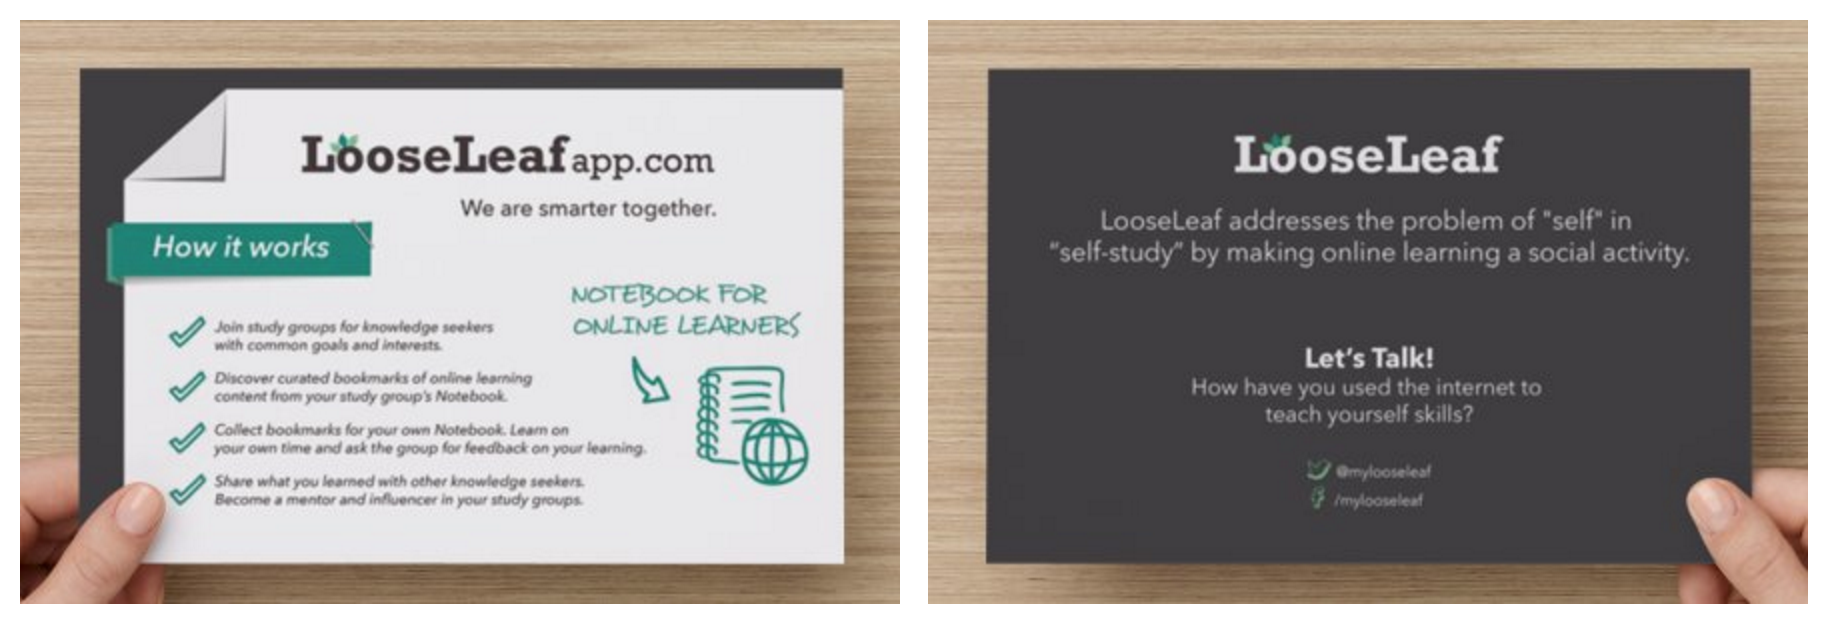 LooseLeafapp.com
We are smarter together.
How it works
NOTEBOOK FOR
ONLINE LEARNERS
Join study groups for knowledge seekers
with common goals and interests.
Discover curated bookmarks of online learning
content from your study group's Notebook.
Collect bookmarks for your own Notebook. Learn on
your own time and ask the group for feedback on your learning.
Share what you learned with other knowledge seekers.
Become a mentor and influencer in your study groups.
LooseLeaf
LooseLeaf addresses the problem of "self" in
“self-study” by making online learning a social activity.
Let’s Talk!
How have you used the internet to
teach yourself skills?
@mylooseleaf
/mylooseleaf